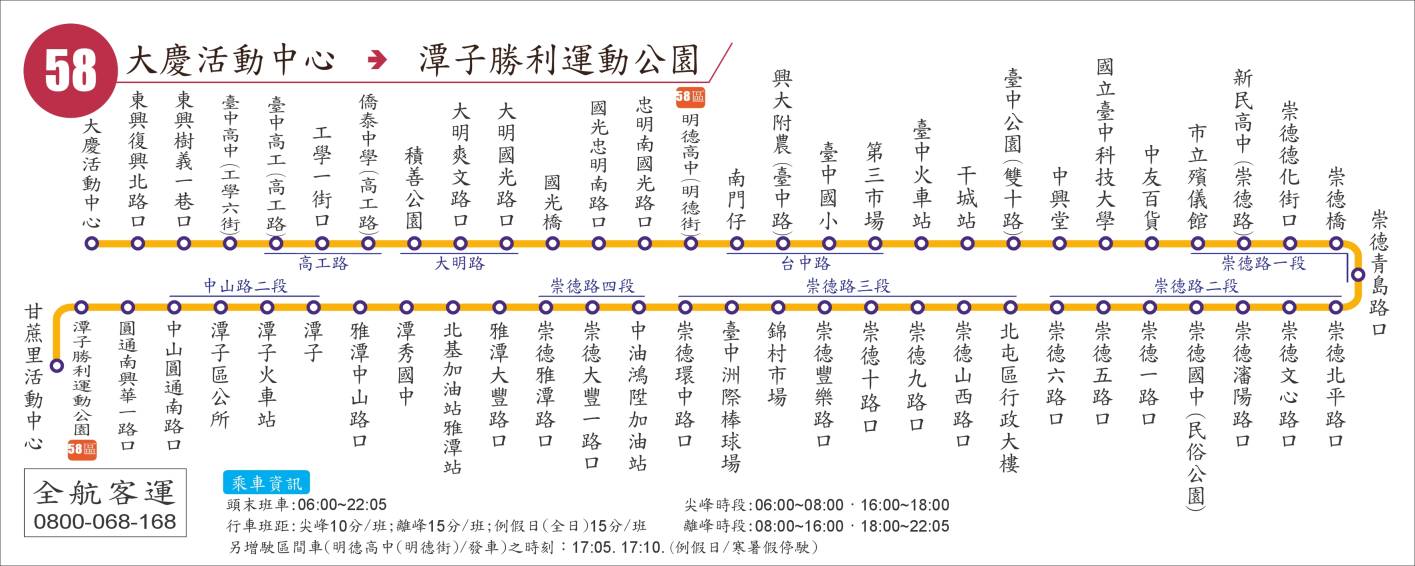 58
大慶活動中心 ➔ 潭子勝利運動公園
大慶活動中心
東興復興北路口
東興樹義一巷口
臺中高中(工學六街)
臺中高工(高工路)
工學一街口
僑泰中學(高工路)
積善公園
大明爽文路口
大明國光路口
國光橋
國光忠明南路口
忠明南國光路口
58區
明德高中(明德街)
南門仔
興大附農(臺中路)
臺中國小
第三市場
臺中火車站
干城站
臺中公園(雙十路)
中興堂
國立臺中科技大學
中友百貨
市立殯儀館
新民高中(崇德路)
崇德德化街口
崇德橋
崇德青島路口
高工路
大明路
台中路
崇德路一段
中山路二段
崇德路四段
崇德路三段
崇德路二段
甘蔗里活動中心
潭子勝利運動公園
58區
圓通南興華一路口
中山圓通南路口
潭子區公所
潭子火車站
潭子
雅潭中山路口
潭秀國中
北基加油站雅潭站
雅潭大豐路口
崇德雅潭路口
崇德大豐一路口
中油鴻陞加油站
崇德環中路口
臺中洲際棒球場
錦村市場
崇德豐樂路口
崇德十路口
崇德九路口
崇德山西路口
北屯區行政大樓
崇德六路口
崇德五路口
崇德一路口
崇德國中(民俗公園)
崇德瀋陽路口
崇德文心路口
崇德北平路口
全航客運
0800-068-168
乘車資訊
頭末班車:06:00~22:05
行車班距:尖峰10分/班;離峰15分/班;例假日(全日)15分/班
另增駛區間車(明德高中(明德街)/發車)之時刻：17:05. 17:10. (例假日/寒暑假停駛)
尖峰時段:06:00~08:00．16:00~18:00
離峰時段:08:00~16:00．18:00~22:05